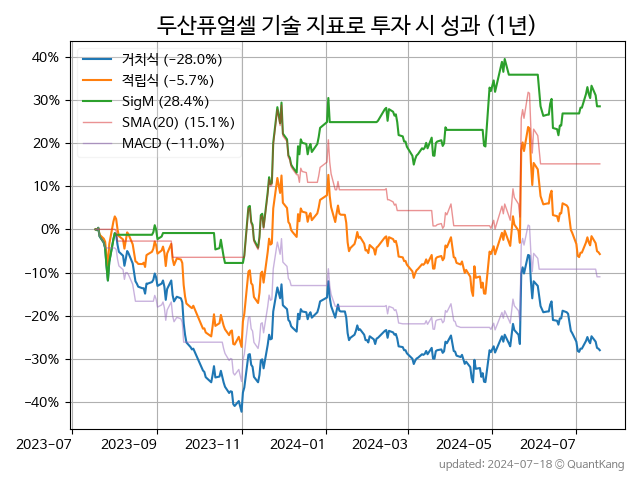 두산퓨얼셀 기술 지표로 투자 시 성과 (1년)
거치식 (−28.0%)
적립식 (−5.7%)
SigM (28.4%)
SMA(20) (15.1%)
MACD (−11.0%)
40%
30%
20%
10%
0%
−10%
−20%
−30%
−40%
2023-07 2023-09 2023-11 2024-01 2024-03 2024-05 2024-07
updated: 2024-07-18 © QuantKang